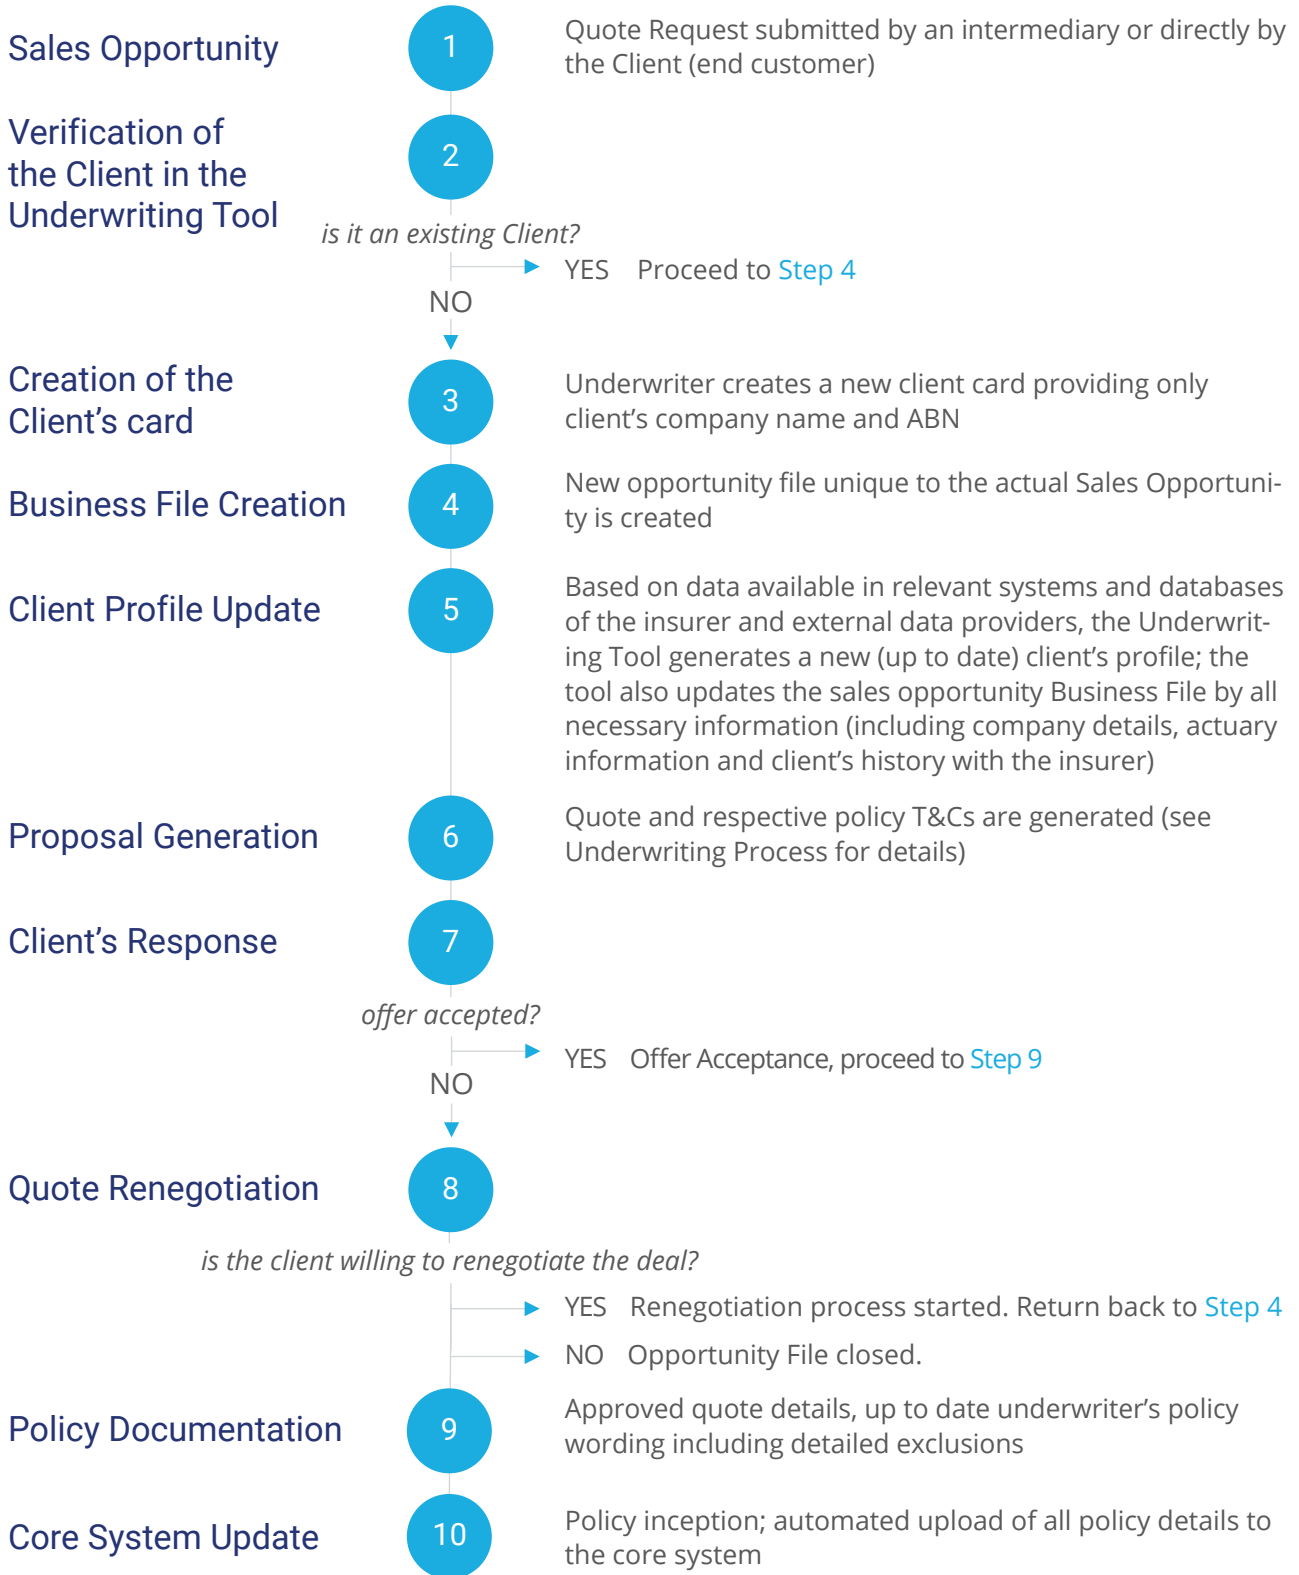 Sales Opportunity
1
Quote Request submitted by an intermediary or directly by
the Client (end customer)
Verification of
the Client in the
Underwriting Tool
2
is it an existing Client?
YES Proceed to Step 4
NO
Creation of the
Client’s card
3
Underwriter creates a new client card providing only
client’s company name and ABN
Business File Creation
4
New opportunity file unique to the actual Sales Opportuni-
ty is created
Client Profile Update
5
Based on data available in relevant systems and databases
of the insurer and external data providers, the Underwrit-
ing Tool generates a new (up to date) client’s profile; the
tool also updates the sales opportunity Business File by all
necessary information (including company details, actuary
information and client’s history with the insurer)
Proposal Generation
6
Quote and respective policy T&Cs are generated (see
Underwriting Process for details)
Client’s Response
7
offer accepted?
YES Offer Acceptance, proceed to Step 9
NO
Quote Renegotiation
8
is the client willing to renegotiate the deal?
YES Renegotiation process started. Return back to Step 4
NO Opportunity File closed.
Policy Documentation
9
Approved quote details, up to date underwriter’s policy
wording including detailed exclusions
Core System Update
10
Policy inception; automated upload of all policy details to
the core system